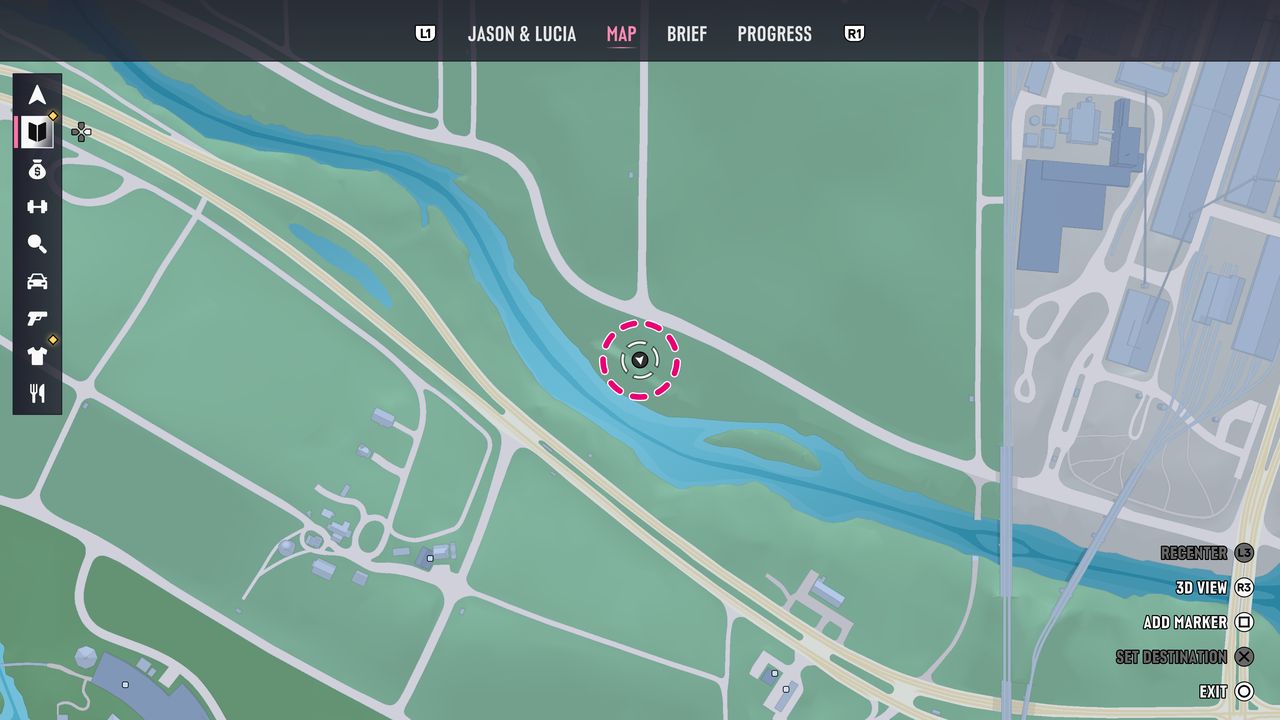 L1 JASON & LUCIA MAP BRIEF PROGRESS R1
RECENTER L3
3D VIEW R3
ADD MARKER
SET DESTINATION
EXIT